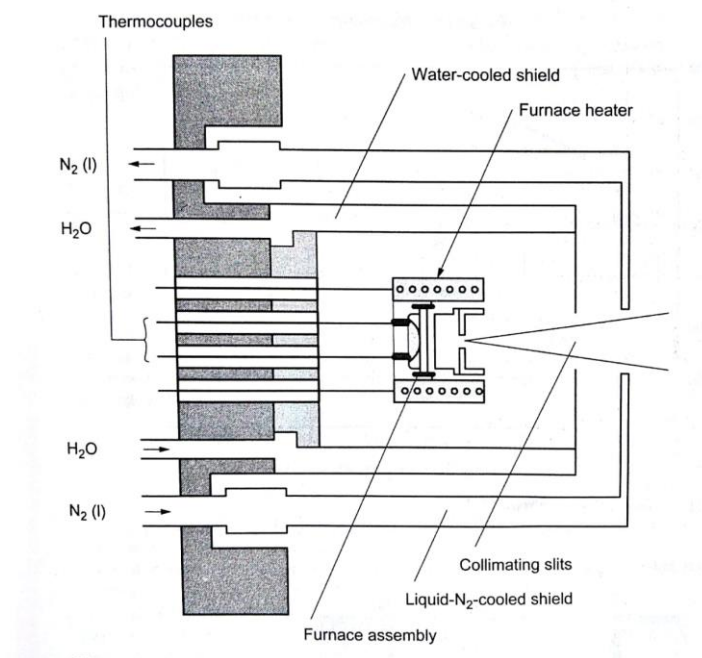 Thermocouples
Water-cooled shield
Furnace heater
N₂ (l)
H₂O
H₂O
N₂ (l)
Collimating slits
Liquid-N₂-cooled shield
Furnace assembly